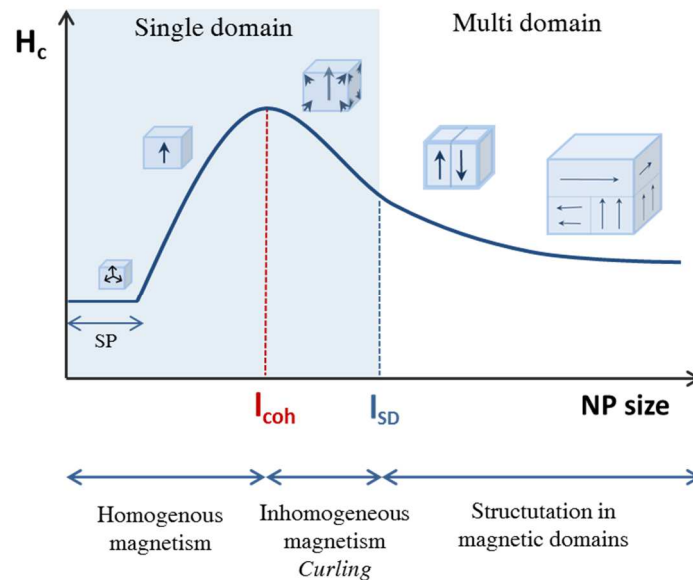 Single domain
Multi domain
Hc
SP
lcoh
lSD
NP size
Homogenous
magnetism
Inhomogeneous
magnetism
Curling
Structutation in
magnetic domains